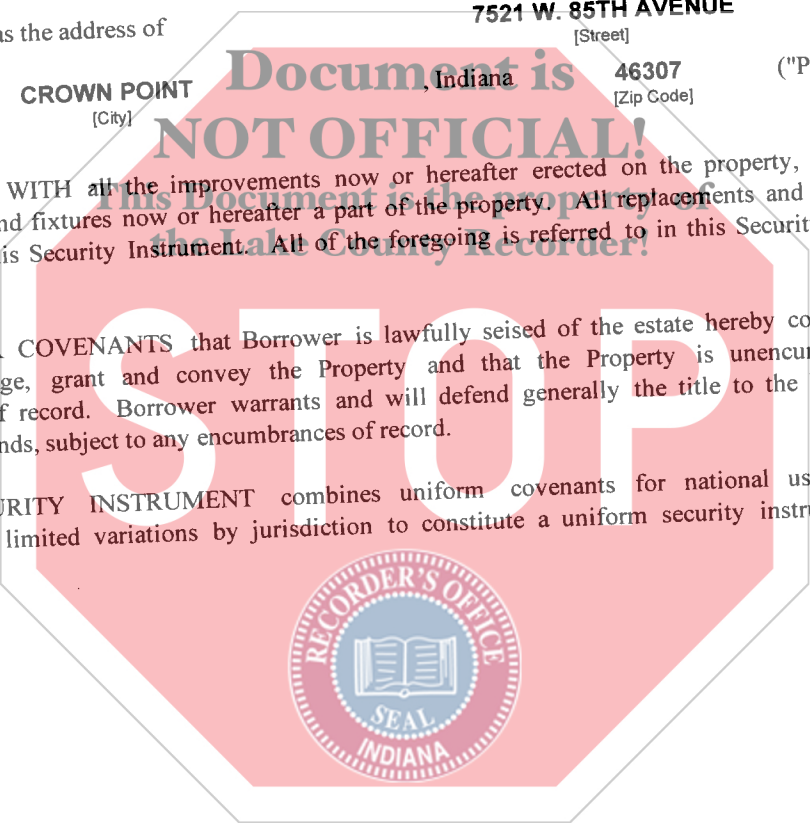 7521 W. 85TH AVENUE
as the address of
[Street]
CROWN POINT , Indiana 46307 ("P
[City] [Zip Code]
Document is
NOT OFFICIAL!
This Document is the property of
the Lake County Recorder!
WITH all the improvements now or hereafter erected on the property,
nd fixtures now or hereafter a part of the property. All replacements and
is Security Instrument. All of the foregoing is referred to in this Securit
COVENANTS that Borrower is lawfully seised of the estate hereby co
ge, grant and convey the Property and that the Property is unencu
f record. Borrower warrants and will defend generally the title to the
nds, subject to any encumbrances of record.
URITY INSTRUMENT combines uniform covenants for national us
limited variations by jurisdiction to constitute a uniform security instr
STOP
RECORDER'S OFFICE
SEAL
INDIANA